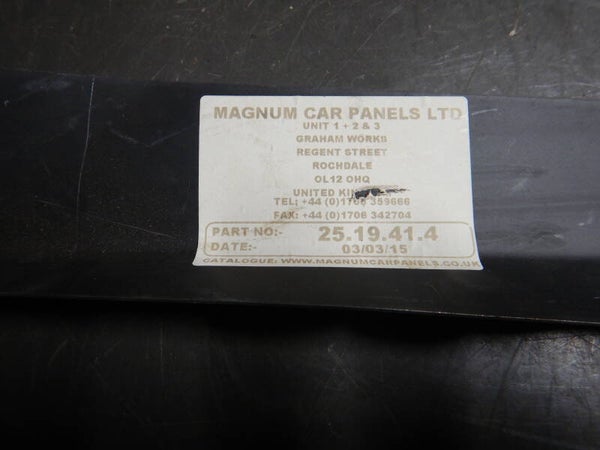 MAGNUM CAR PANELS LTD
UNIT 1 + 2 & 3
GRAHAM WORKS
REGENT STREET
ROCHDALE
OL12 OHQ
UNITED
TEL: +44 (0)1706 359666
FAX: +44 (0)1706 342704
PART NO:- 25.19.41.4
DATE:- 03/03/15
CATALOGUE: WWW.MAGNUMCARPANELS.CO.UK